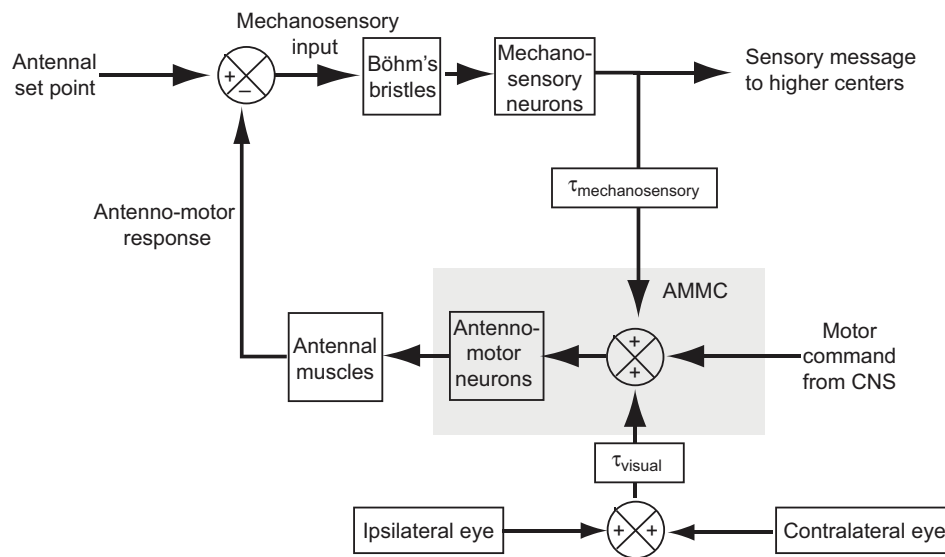 Mechanosensory
input
Antennal
set point
+
−
Böhm's
bristles
Mechano-
sensory
neurons
Sensory message
to higher centers
τmechanosensory
Antenno-motor
response
AMMC
Antennal
muscles
Antenno-
motor
neurons
+
+
Motor
command
from CNS
τvisual
Ipsilateral eye
+ +
Contralateral eye